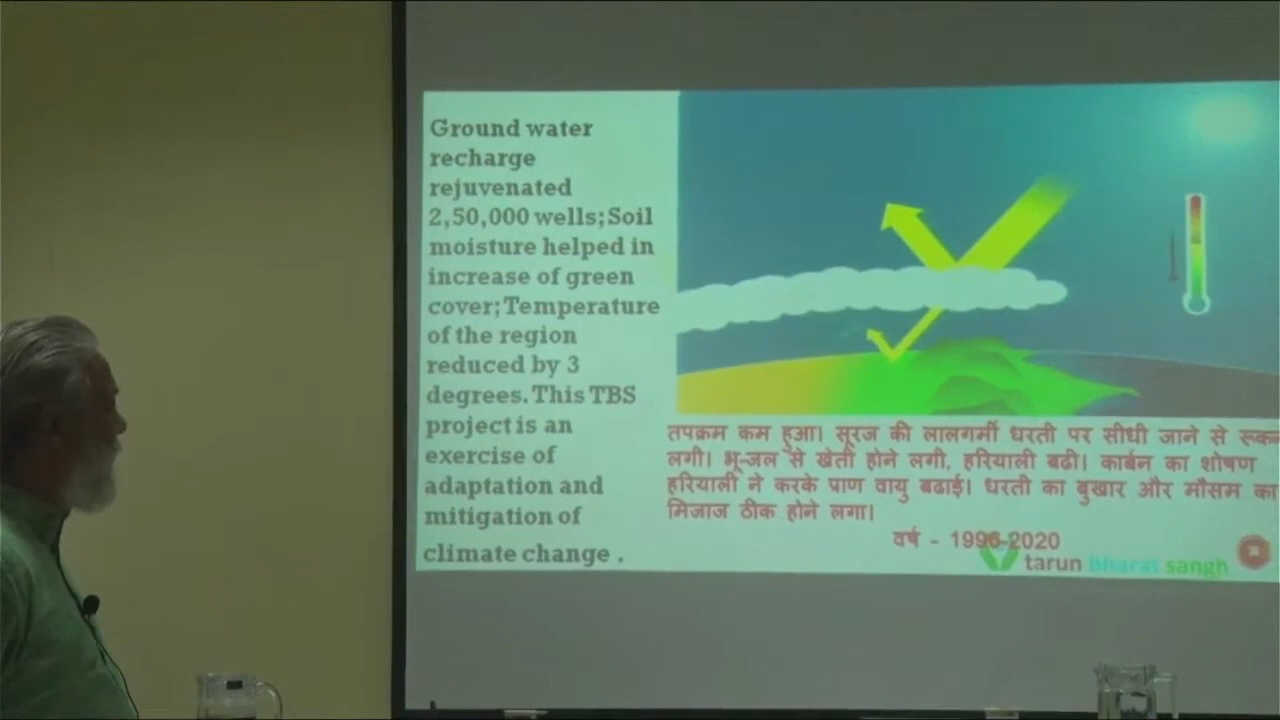 Ground water
recharge
rejuvenated
2,50,000 wells; Soil
moisture helped in
increase of green
cover; Temperature
of the region
reduced by 3
degrees. This TBS
project is an
exercise of
adaptation and
mitigation of
climate change .
तपक्रम कम हुआ। सूरज की लालगर्मी धरती पर सीधी जाने से
लगी। भू-जल से खेती होने लगी, हरियाली बढी। कार्बन का शोषण
हरियाली ने करके प्राण वायु बढाई। धरती का बुखार और मौसम का
मिजाज ठीक होने लगा।
वर्ष - 1996-2020
tarun bharat sangh